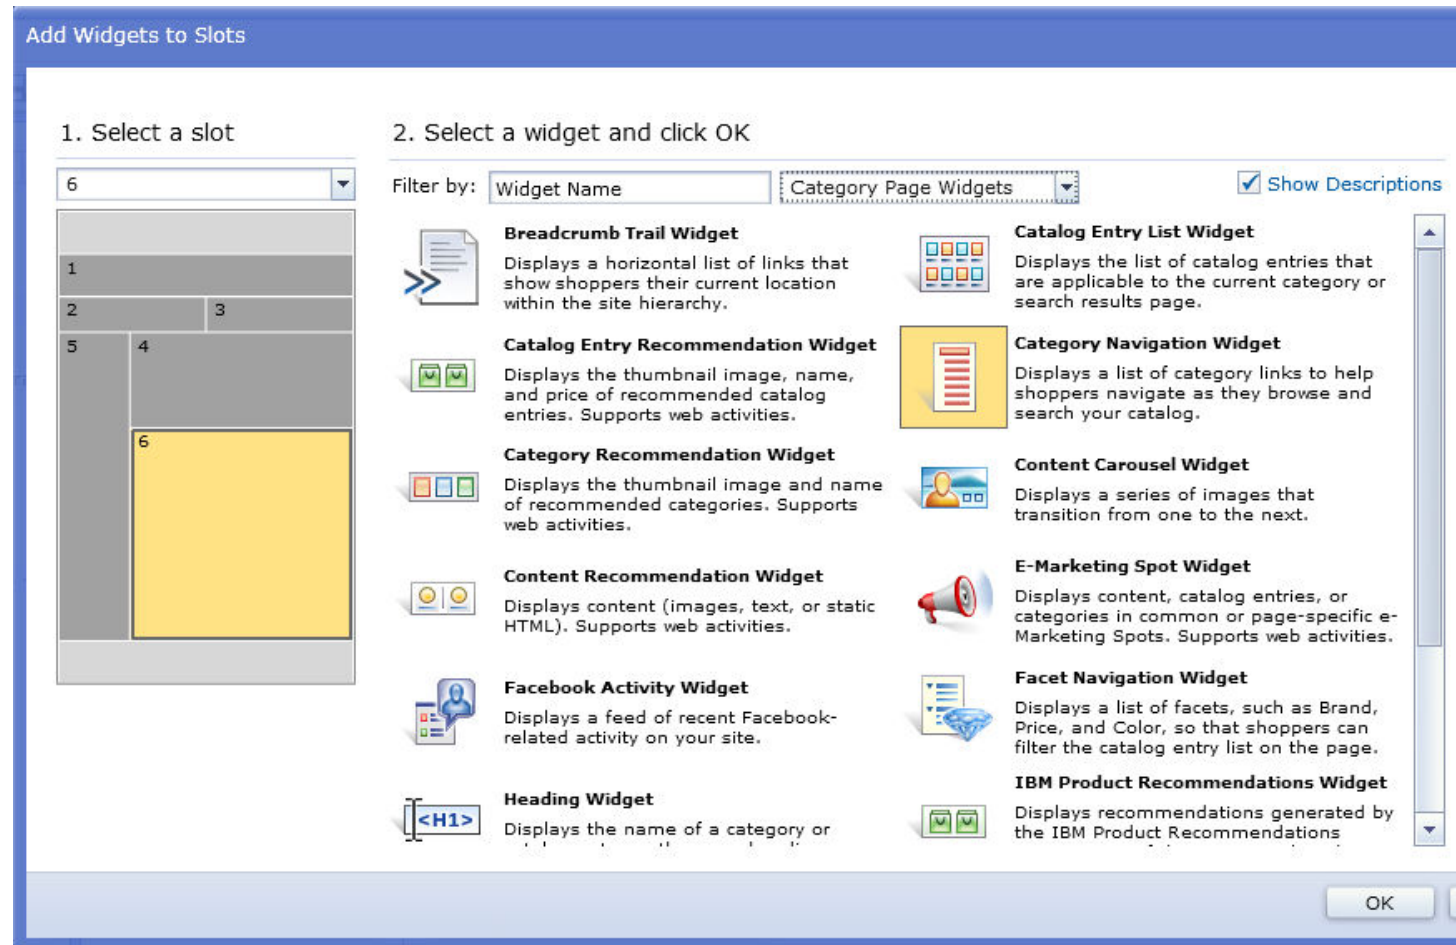 Add Widgets to Slots
1. Select a slot
2. Select a widget and click OK
6
Filter by:
Widget Name
Category Page Widgets
Show Descriptions
1
2
3
5
4
6
Breadcrumb Trail Widget
Displays a horizontal list of links that
show shoppers their current location
within the site hierarchy.
Catalog Entry List Widget
Displays the list of catalog entries that
are applicable to the current category or
search results page.
Catalog Entry Recommendation Widget
Displays the thumbnail image, name,
and price of recommended catalog
entries. Supports web activities.
Category Navigation Widget
Displays a list of category links to help
shoppers navigate as they browse and
search your catalog.
Category Recommendation Widget
Displays the thumbnail image and name
of recommended categories. Supports
web activities.
Content Carousel Widget
Displays a series of images that
transition from one to the next.
Content Recommendation Widget
Displays content (images, text, or static
HTML). Supports web activities.
E-Marketing Spot Widget
Displays content, catalog entries, or
categories in common or page-specific e-
Marketing Spots. Supports web activities.
Facebook Activity Widget
Displays a feed of recent Facebook-
related activity on your site.
Facet Navigation Widget
Displays a list of facets, such as Brand,
Price, and Color, so that shoppers can
filter the catalog entry list on the page.
<H1>
Heading Widget
Displays the name of a category or
IBM Product Recommendations Widget
Displays recommendations generated by
the IBM Product Recommendations
OK